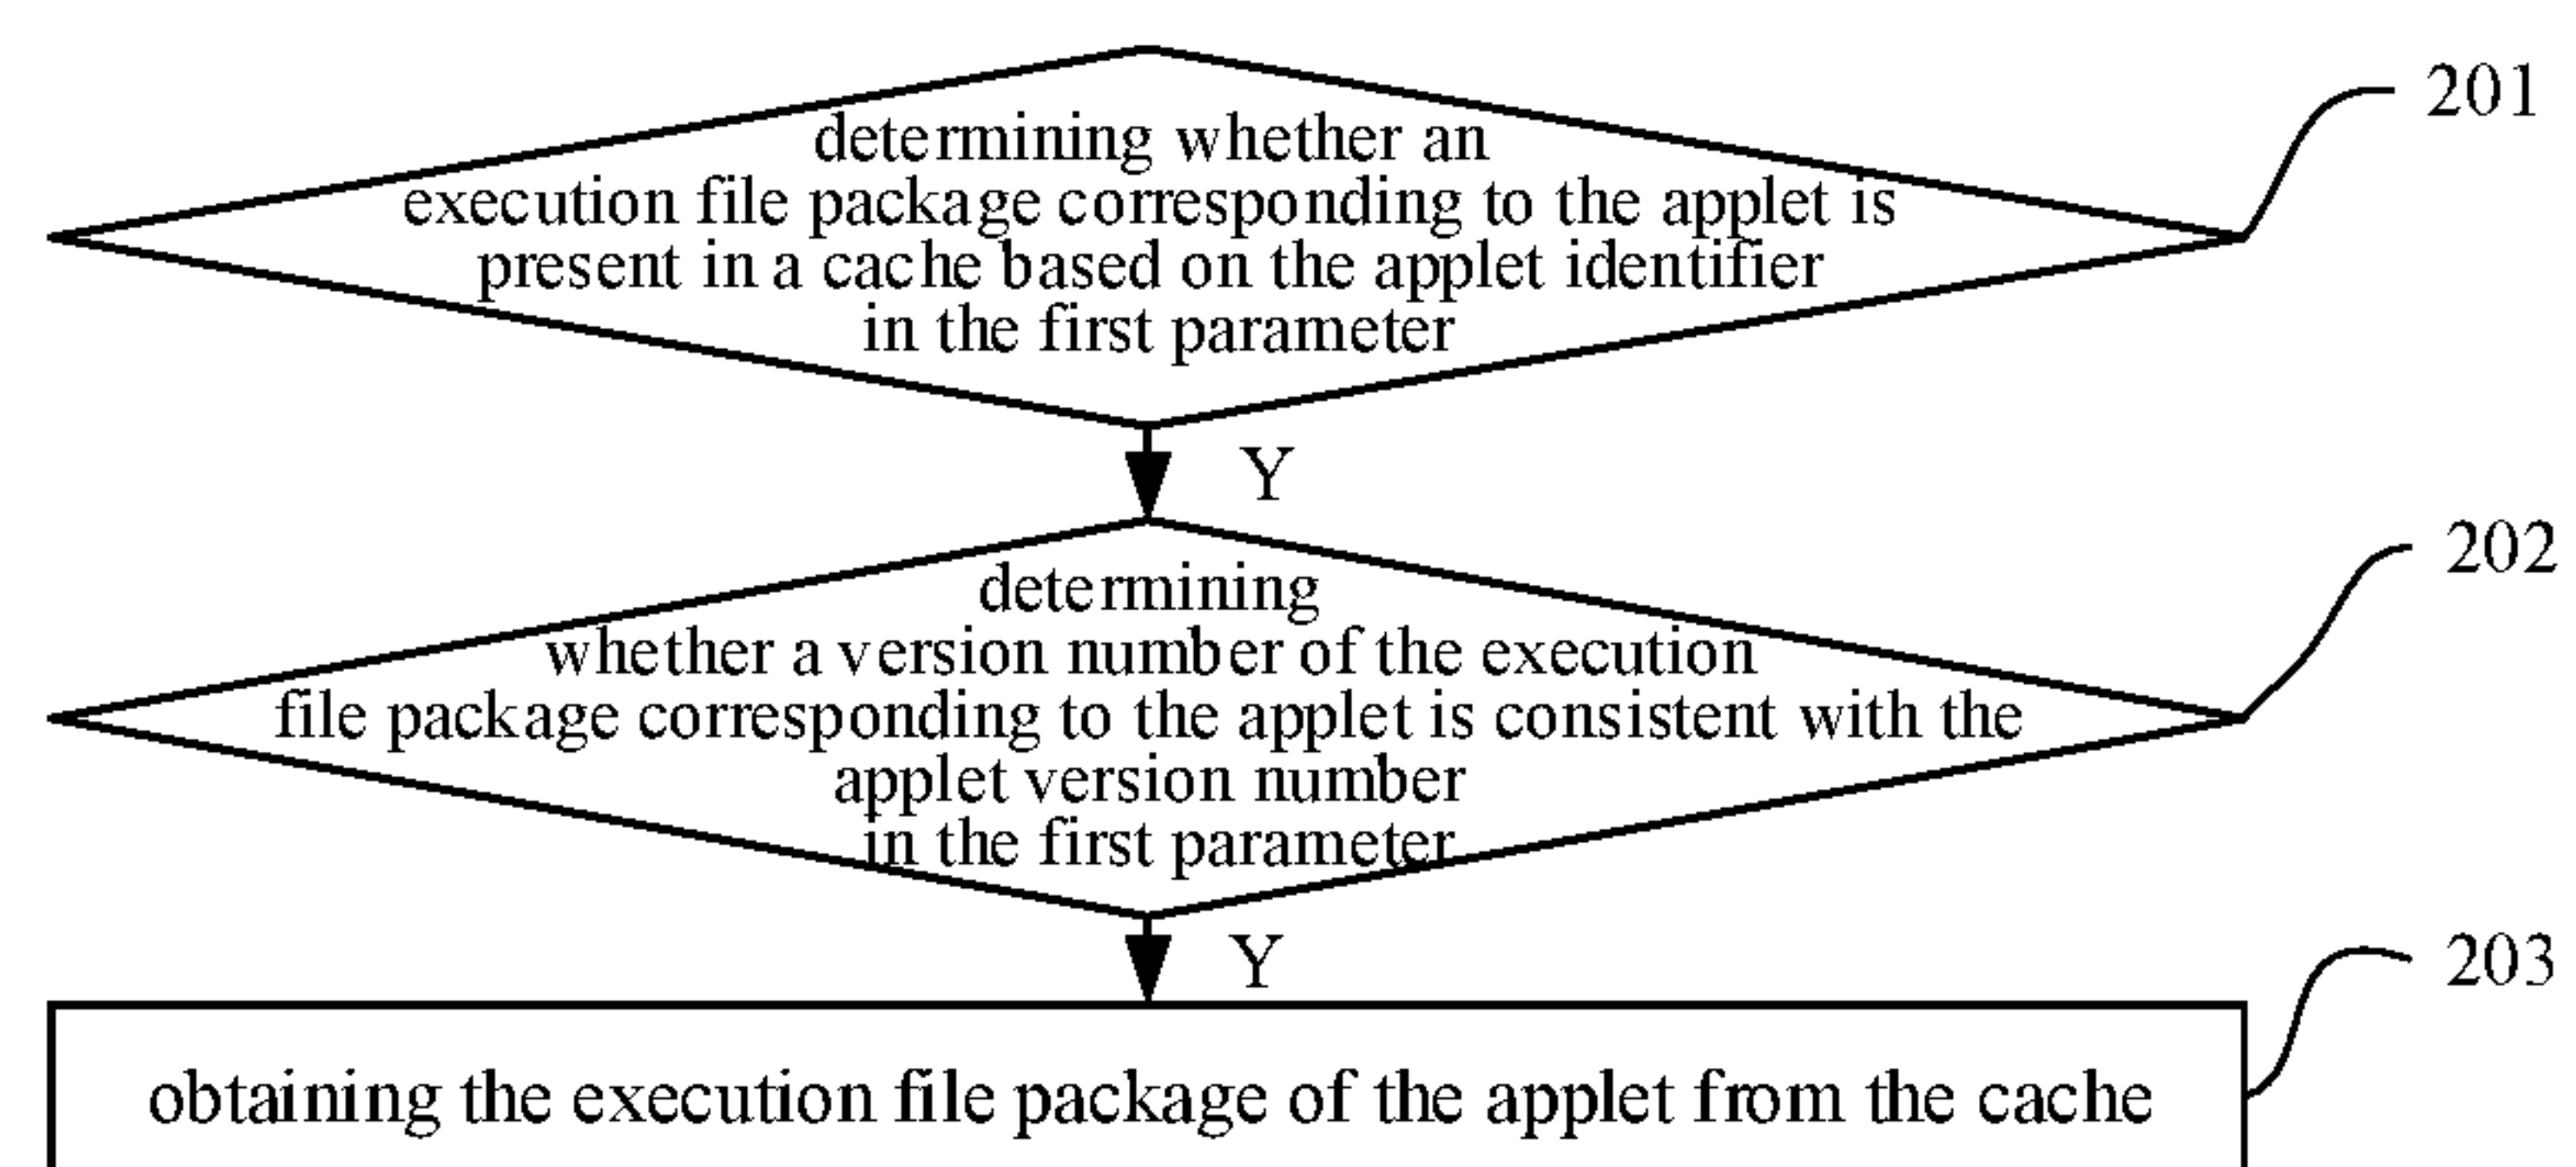 determining whether an
execution file package corresponding to the applet is
present in a cache based on the applet identifier
in the first parameter
201
Y
determining
whether a version number of the execution
file package corresponding to the applet is consistent with the
applet version number
in the first parameter
202
Y
obtaining the execution file package of the applet from the cache
203